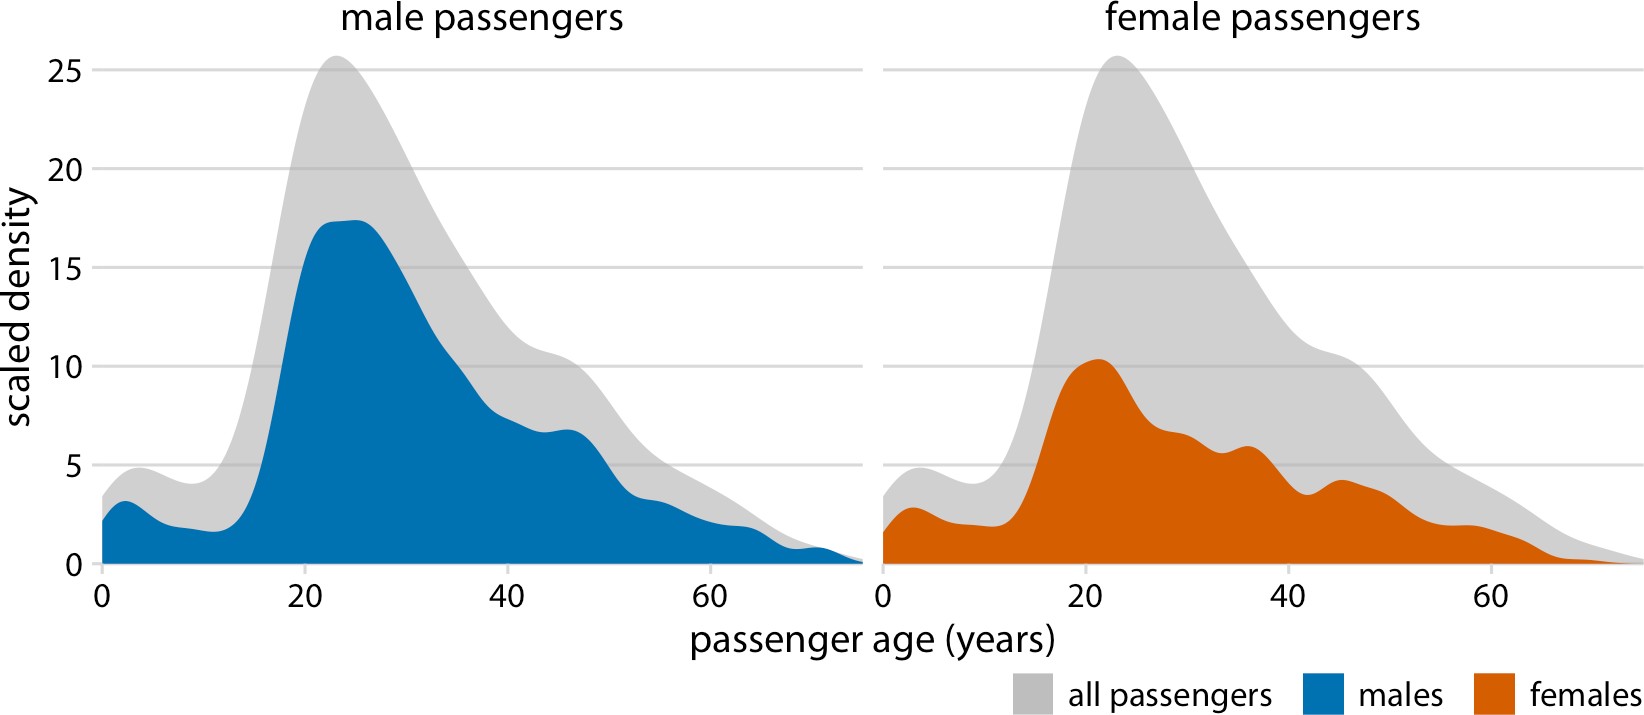 male passengers
female passengers
scaled density
25
20
15
10
5
0
0 20 40 60
0 20 40 60
passenger age (years)
all passengers males females